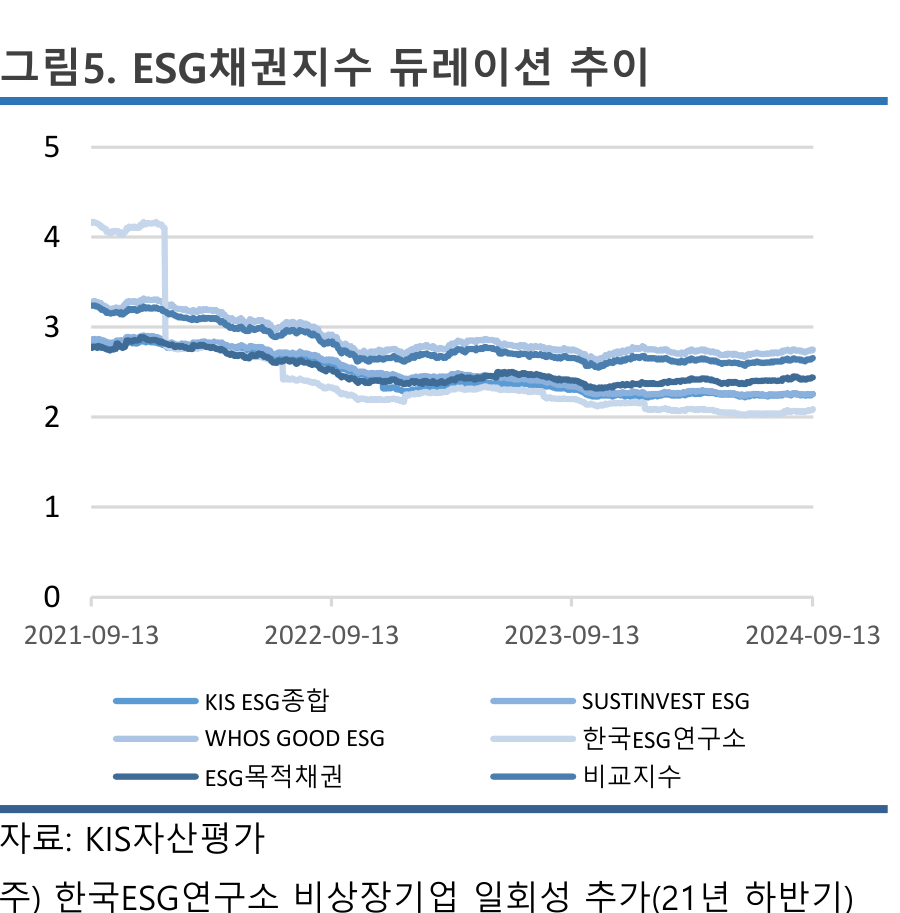 그림5. ESG채권지수 듀레이션 추이
5
4
3
2
1
0
2021-09-13 2022-09-13 2023-09-13 2024-09-13
KIS ESG종합 SUSTINVEST ESG
WHOS GOOD ESG 한국ESG연구소
ESG목적채권 비교지수
자료: KIS자산평가
주) 한국ESG연구소 비상장기업 일회성 추가(21년 하반기)